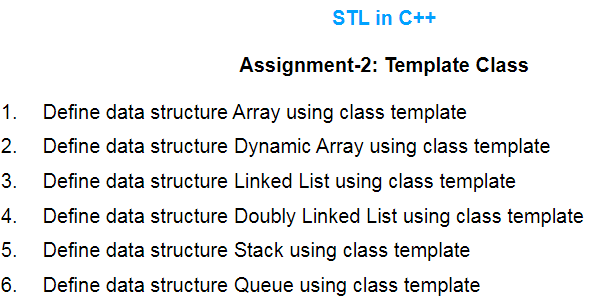 STL in C++
Assignment-2: Template Class
1. Define data structure Array using class template
2. Define data structure Dynamic Array using class template
3. Define data structure Linked List using class template
4. Define data structure Doubly Linked List using class template
5. Define data structure Stack using class template
6. Define data structure Queue using class template